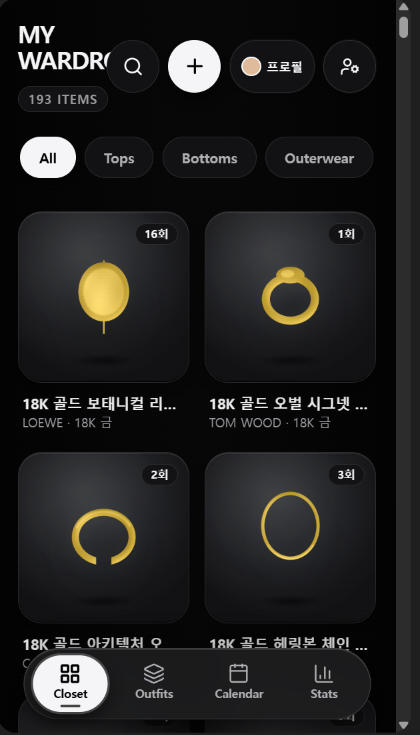 MY
WARDRO
193 ITEMS
프로필
All
Tops
Bottoms
Outerwear
16회
1회
18K 골드 보태니컬 리...
LOEWE · 18K 금
18K 골드 오벌 시그넷 ...
TOM WOOD · 18K 금
2회
3회
18K 골드 아키텍처 오
18K 골드 헤링본 체인 ...
Closet
Outfits
Calendar
Stats